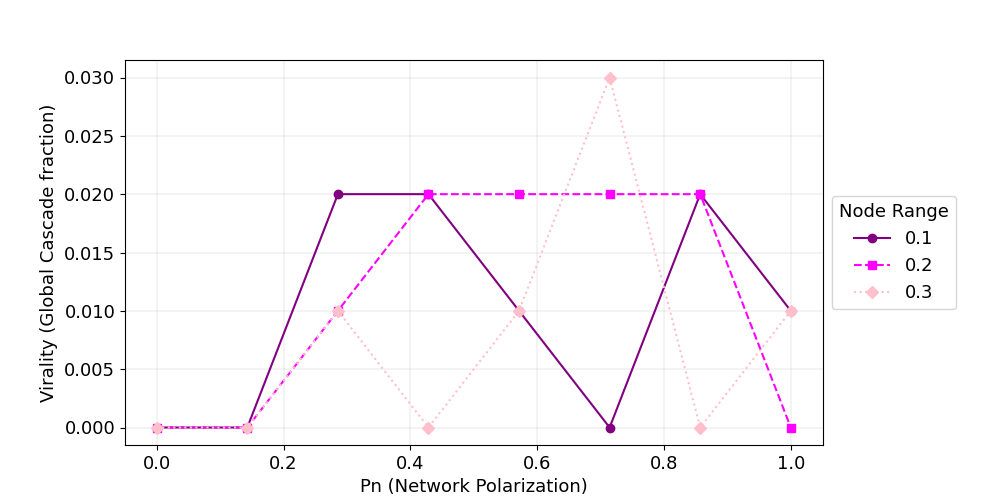 0.030
0.025
0.020
0.015
0.010
0.005
0.000
Virality (Global Cascade fraction)
0.0 0.2 0.4 0.6 0.8 1.0
Pn (Network Polarization)
Node Range
0.1
0.2
0.3